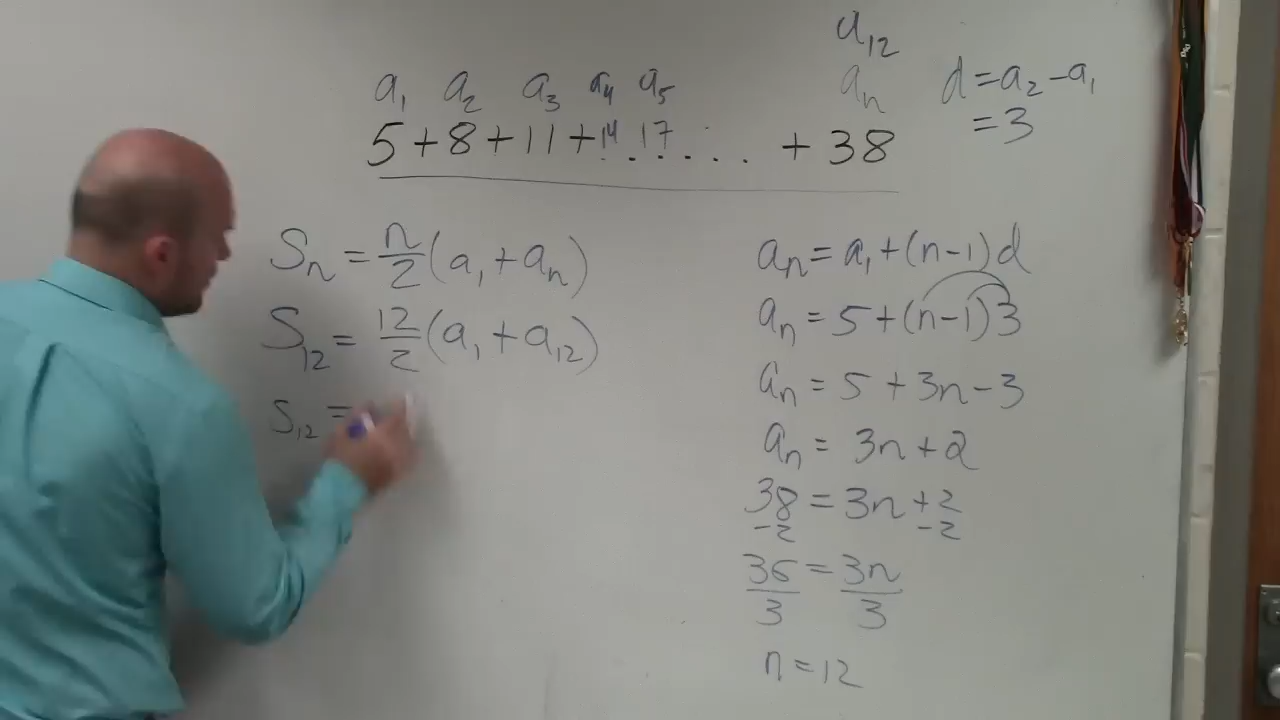 a₁₂
a₁ a₂ a₃ a₄ a₅ aₙ d = a₂ - a₁
5 + 8 + 11 + 14 17 . . . . + 38 = 3
Sₙ = n/2 (a₁ + aₙ)
S₁₂ = 12/2 (a₁ + a₁₂)
S₁₂ =
aₙ = a₁ + (n-1)d
aₙ = 5 + (n-1)3
aₙ = 5 + 3n - 3
aₙ = 3n + 2
38 = 3n + 2
-2 -2
36/3 = 3n/3
n = 12